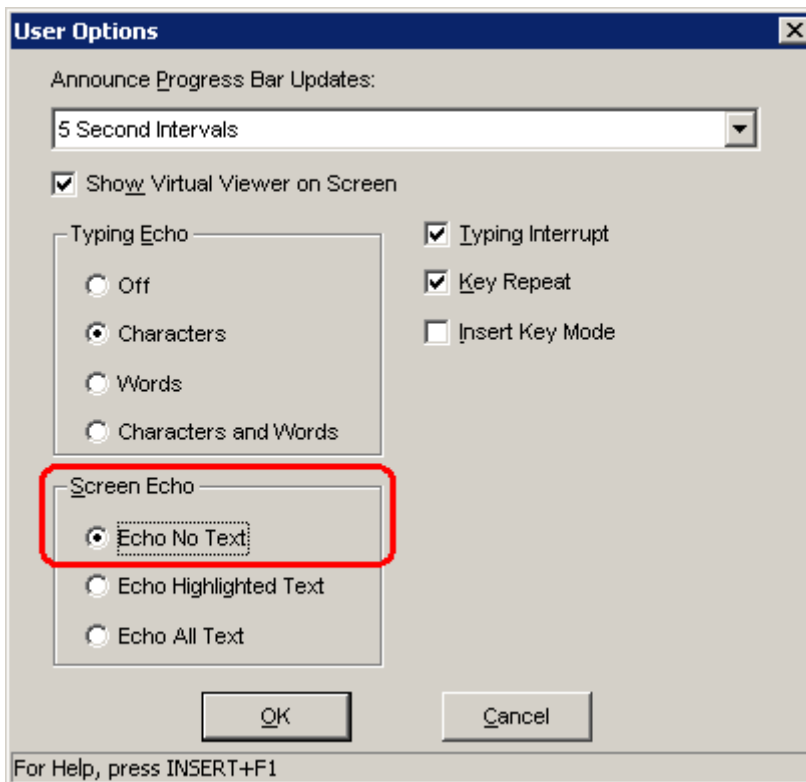 User Options
Announce Progress Bar Updates:
5 Second Intervals
Show Virtual Viewer on Screen
Typing Echo
Off
Characters
Words
Characters and Words
Typing Interrupt
Key Repeat
Insert Key Mode
Screen Echo
Echo No Text
Echo Highlighted Text
Echo All Text
OK
Cancel
For Help, press INSERT+F1